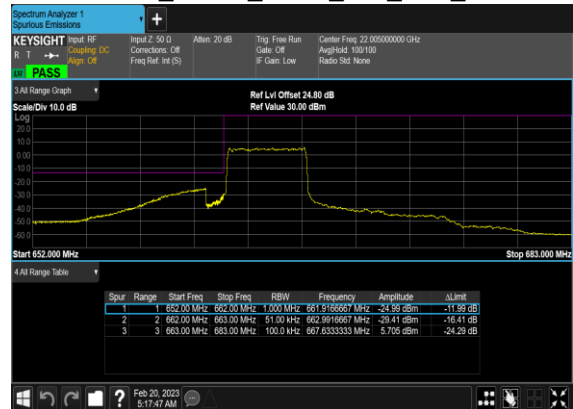 Spectrum Analyzer 1
Spurious Emissions
+
KEYSIGHT Input: RF Input Z: 50 Ω Atten: 20 dB Trig: Free Run Center Freq: 22.005000000 GHz
R T Coupling: DC Corrections: Off Gate: Off Avg|Hold: 100/100
Align: Off Freq Ref: Int (S) IF Gain: Low Radio Std: None
PASS
3 All Range Graph
Ref Lvl Offset 24.80 dB
Scale/Div 10.0 dB Ref Value 30.00 dBm
Log
20.0
10.0
0.00
-10.0
-20.0
-30.0
-40.0
-50.0
-60.0
Start 652.000 MHz Stop 683.000 MHz
4 All Range Table
Spur Range Start Freq Stop Freq RBW Frequency Amplitude ΔLimit
1 1 652.00 MHz 662.00 MHz 1.000 MHz 661.9166667 MHz -24.99 dBm -11.99 dB
2 2 662.00 MHz 663.00 MHz 51.00 kHz 662.9916667 MHz -29.41 dBm -16.41 dB
3 3 663.00 MHz 683.00 MHz 100.0 kHz 667.6333333 MHz 5.705 dBm -24.29 dB
? Feb 20, 2023
5:17:47 AM